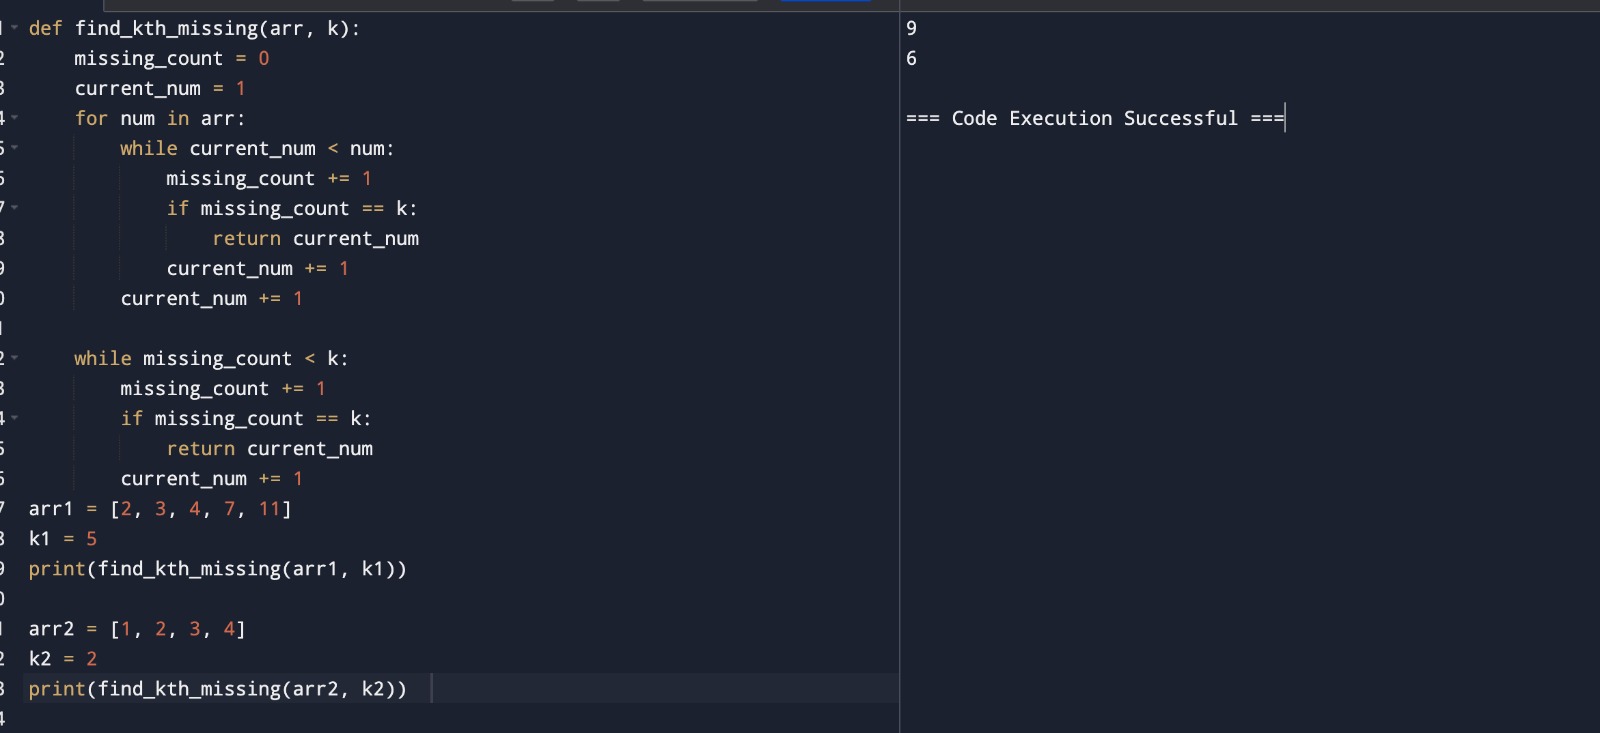 def find_kth_missing(arr, k):
    missing_count = 0
    current_num = 1
    for num in arr:
        while current_num < num:
            missing_count += 1
            if missing_count == k:
                return current_num
            current_num += 1
        current_num += 1

    while missing_count < k:
        missing_count += 1
        if missing_count == k:
            return current_num
        current_num += 1
arr1 = [2, 3, 4, 7, 11]
k1 = 5
print(find_kth_missing(arr1, k1))

arr2 = [1, 2, 3, 4]
k2 = 2
print(find_kth_missing(arr2, k2))
9
6

=== Code Execution Successful ===